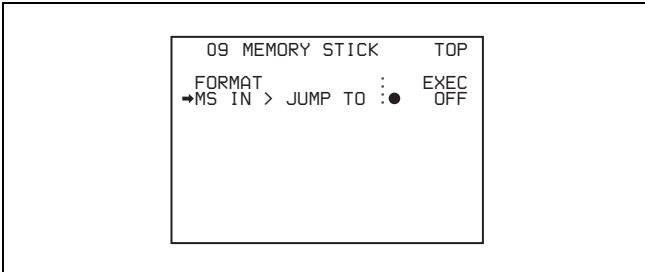 09 MEMORY STICK TOP
FORMAT : EXEC
➡MS IN > JUMP TO :● OFF